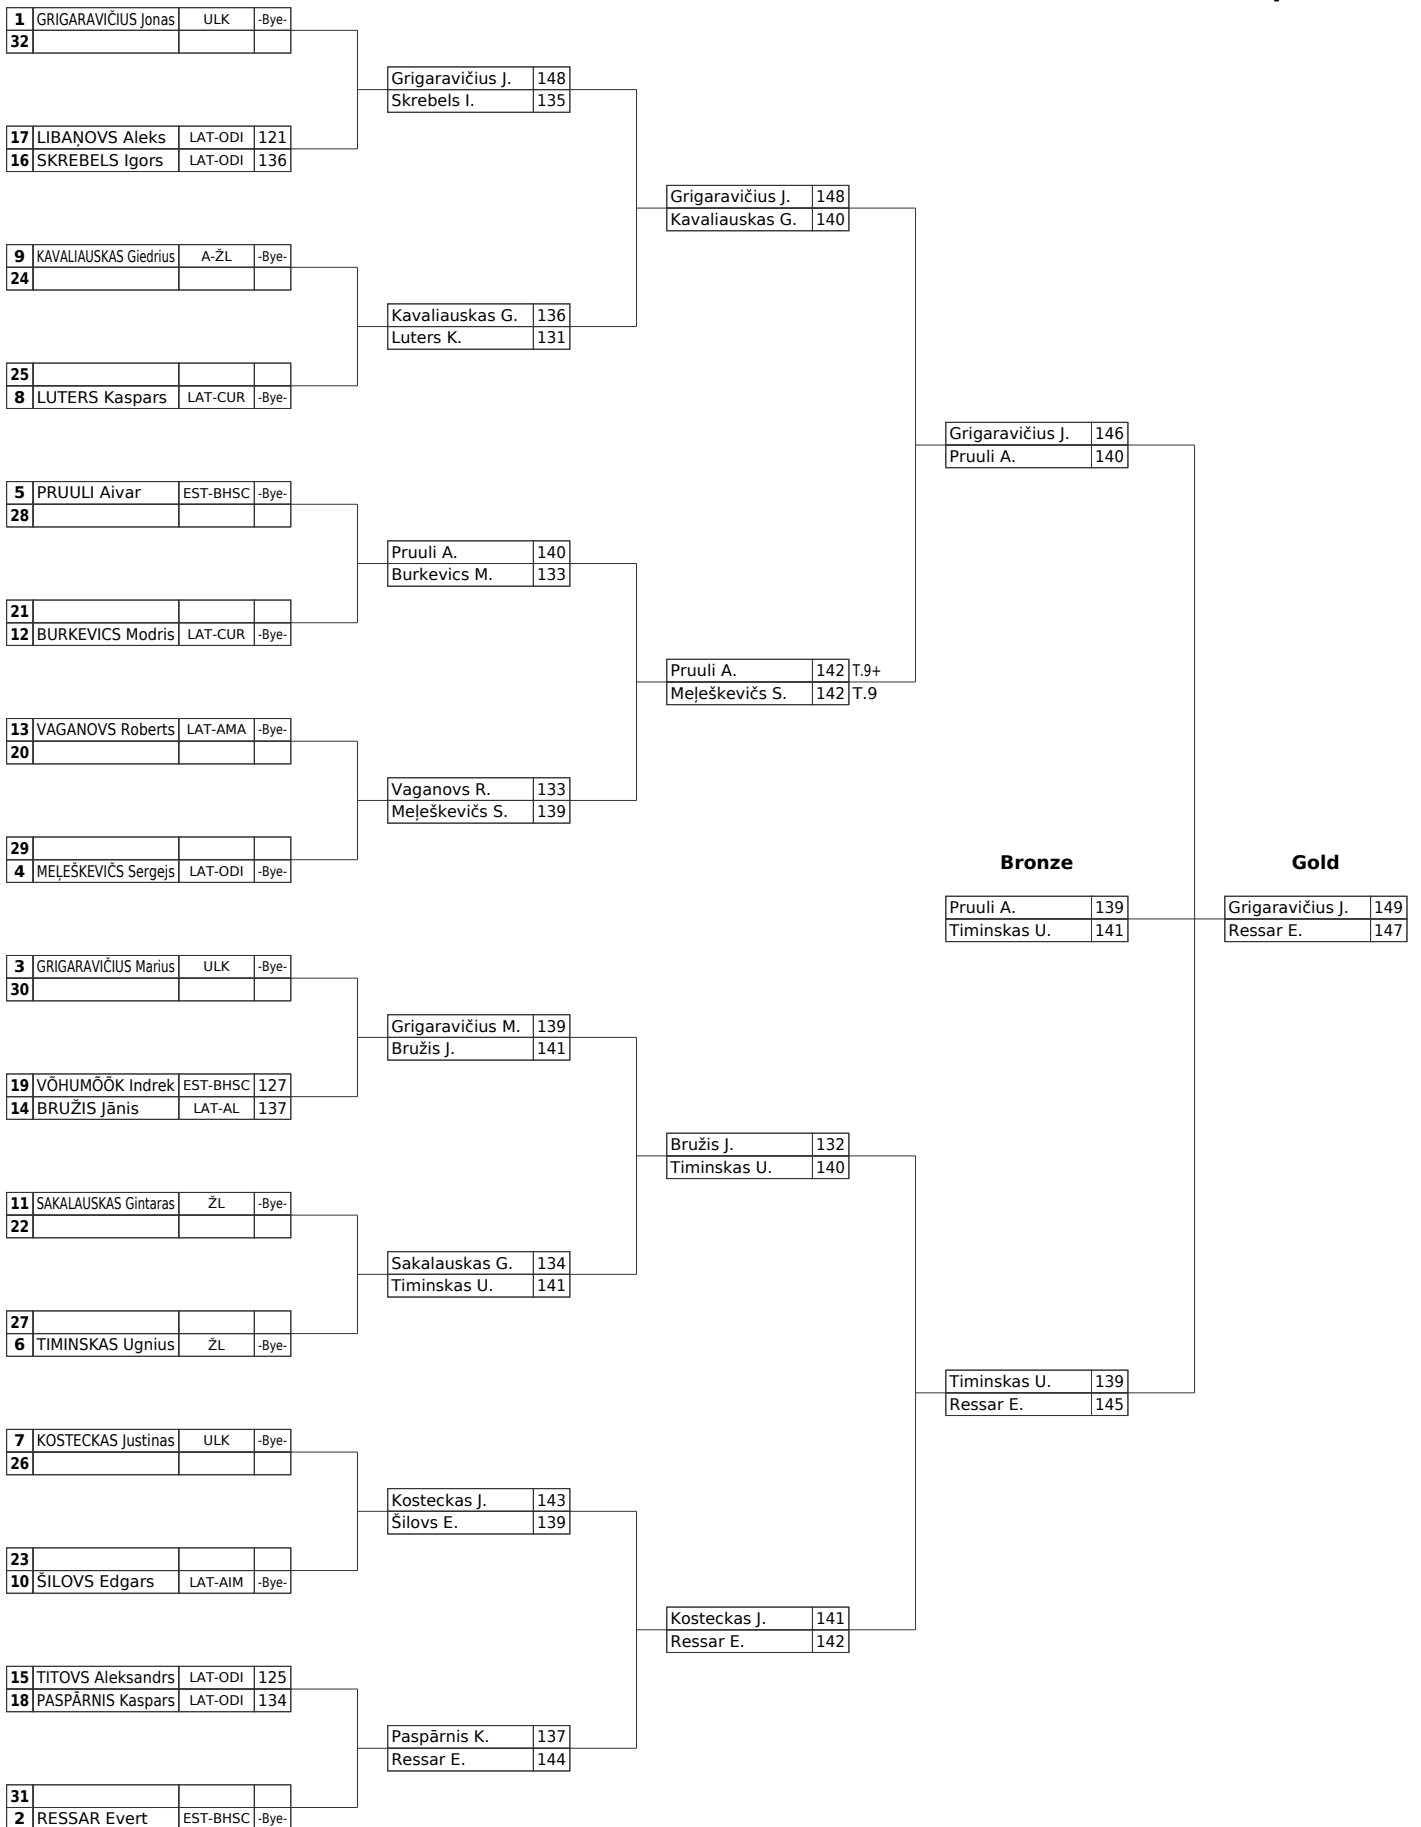 1 GRIGARAVIČIUS Jonas ULK -Bye-
32
Grigaravičius J. 148
Skrebels I. 135
17 LIBAŅOVS Aleks LAT-ODI 121
16 SKREBELS Igors LAT-ODI 136
Grigaravičius J. 148
Kavaliauskas G. 140
9 KAVALIAUSKAS Giedrius A-ŽL -Bye-
24
Kavaliauskas G. 136
Luters K. 131
25
8 LUTERS Kaspars LAT-CUR -Bye-
Grigaravičius J. 146
Pruuli A. 140
5 PRUULI Aivar EST-BHSC -Bye-
28
Pruuli A. 140
Burkevics M. 133
21
12 BURKEVICS Modris LAT-CUR -Bye-
Pruuli A. 142 T.9+
Meļeškevičs S. 142 T.9
13 VAGANOVS Roberts LAT-AMA -Bye-
20
Vaganovs R. 133
Meļeškevičs S. 139
29
4 MEĻEŠKEVIČS Sergejs LAT-ODI -Bye-
Bronze Gold
Pruuli A. 139 Grigaravičius J. 149
Timinskas U. 141 Ressar E. 147
3 GRIGARAVIČIUS Marius ULK -Bye-
30
Grigaravičius M. 139
Bružis J. 141
19 VÕHUMÕÕK Indrek EST-BHSC 127
14 BRUŽIS Jānis LAT-AL 137
Bružis J. 132
Timinskas U. 140
11 SAKALAUSKAS Gintaras ŽL -Bye-
22
Sakalauskas G. 134
Timinskas U. 141
27
6 TIMINSKAS Ugnius ŽL -Bye-
Timinskas U. 139
Ressar E. 145
7 KOSTECKAS Justinas ULK -Bye-
26
Kosteckas J. 143
Šilovs E. 139
23
10 ŠILOVS Edgars LAT-AIM -Bye-
Kosteckas J. 141
Ressar E. 142
15 TITOVS Aleksandrs LAT-ODI 125
18 PASPĀRNIS Kaspars LAT-ODI 134
Paspārnis K. 137
Ressar E. 144
31
2 RESSAR Evert EST-BHSC -Bye-